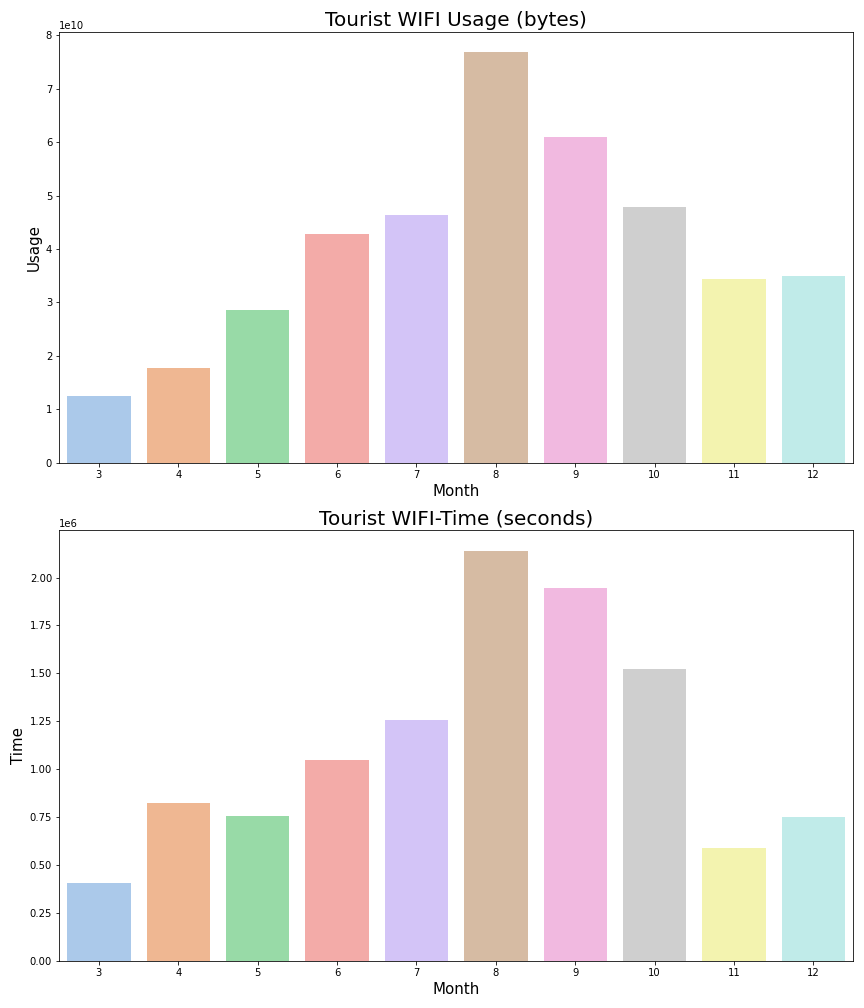 Tourist WIFI Usage (bytes)
1e10
8
7
6
5
4
3
2
1
0
Usage
3 4 5 6 7 8 9 10 11 12
Month
Tourist WIFI-Time (seconds)
1e6
2.00
1.75
1.50
1.25
1.00
0.75
0.50
0.25
0.00
Time
3 4 5 6 7 8 9 10 11 12
Month